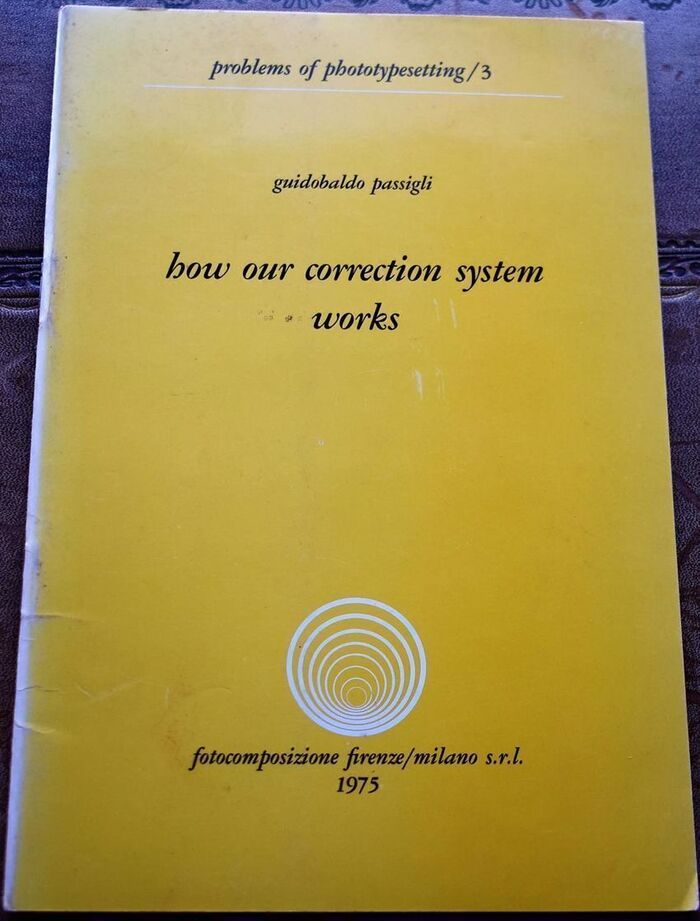 problems of phototypesetting/3
guidobaldo passigli
how our correction system
works
fotocomposizione firenze/milano s.r.l.
1975